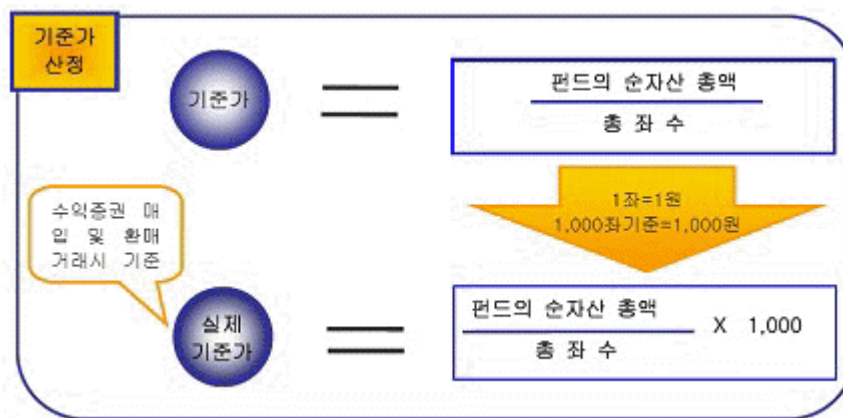 기준가
산정
기준가
펀드의 순자산 총액
총 좌 수
1좌=1원
1,000좌기준=1,000원
수익증권 매
입 및 환매
거래시 기준
실제
기준가
펀드의 순자산 총액
총 좌 수
X 1,000